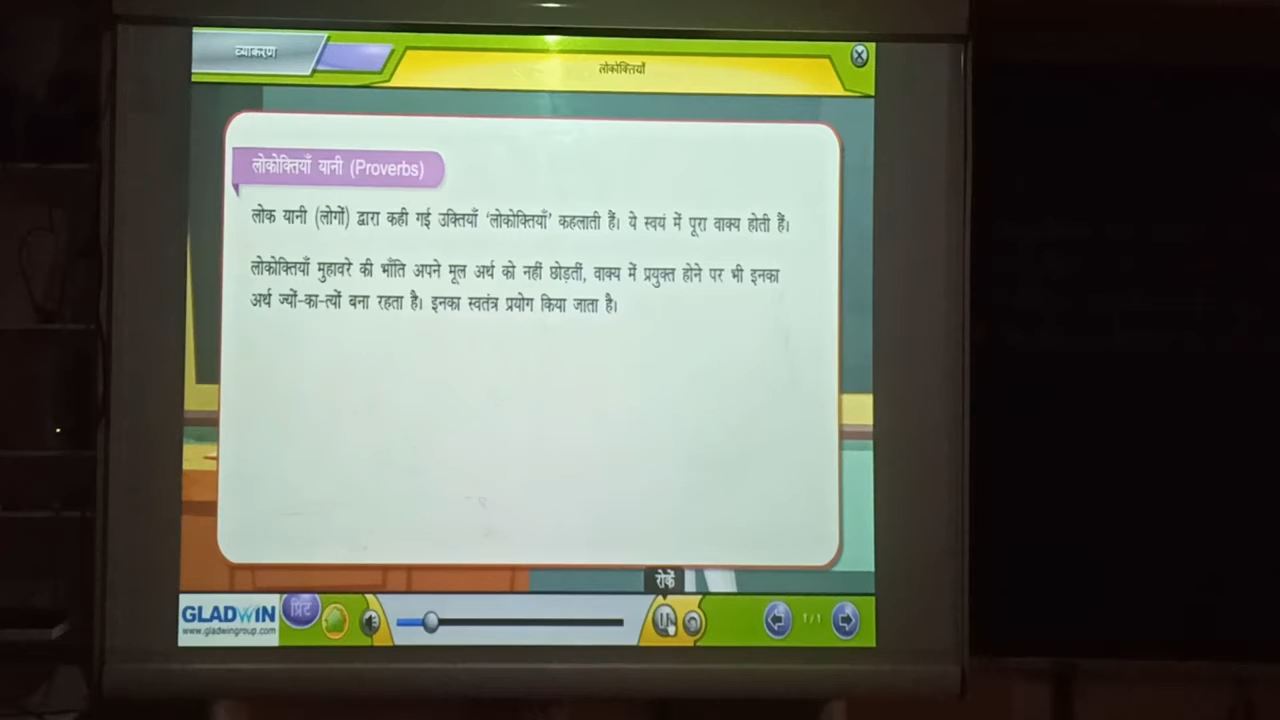 व्याकरण
लोकोक्तियाँ
लोकोक्तियाँ यानी (Proverbs)
लोक यानी (लोगों) द्वारा कही गई उक्तियाँ ‘लोकोक्तियाँ’ कहलाती हैं। ये स्वयं में पूरा वाक्य होती हैं।
लोकोक्तियाँ मुहावरे की भाँति अपने मूल अर्थ को नहीं छोड़तीं, वाक्य में प्रयुक्त होने पर भी इनका
अर्थ ज्यों-का-त्यों बना रहता है। इनका स्वतंत्र प्रयोग किया जाता है।
रोकें
GLADWIN
www.gladwingroup.com
प्रिंट
1/1